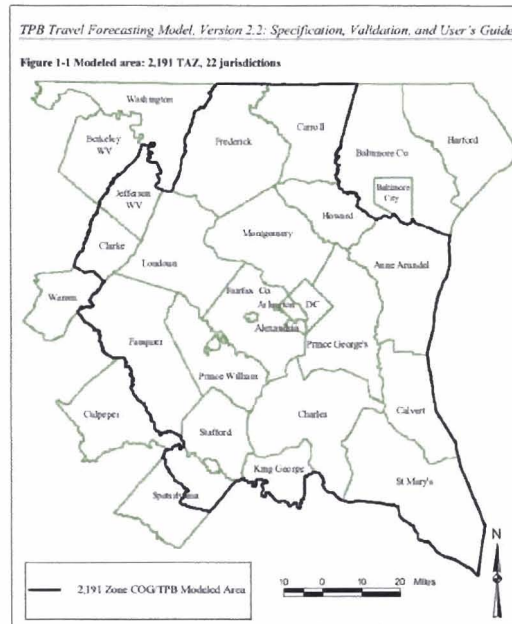 TPB Travel Forecasting Model, Version 2.2: Specification, Validation, and User's Guide
Figure 1-1 Modeled area: 2,191 TAZ, 22 jurisdictions
Washington
Carroll
Berkeley
WV
Frederick
Baltimore Co
Harford
Jefferson
WV
Baltimore
City
Howard
Clarke
Montgomery
Loudoun
Anne Arundel
Fairfax Co
Warren
Arlington
DC
Alexandria
Fauquier
Prince George's
Prince William
Culpeper
Charles
Calvert
Stafford
King George
St Mary's
Spotsylvania
N
2,191 Zone COG/TPB Modeled Area
10 0 10 20 Miles